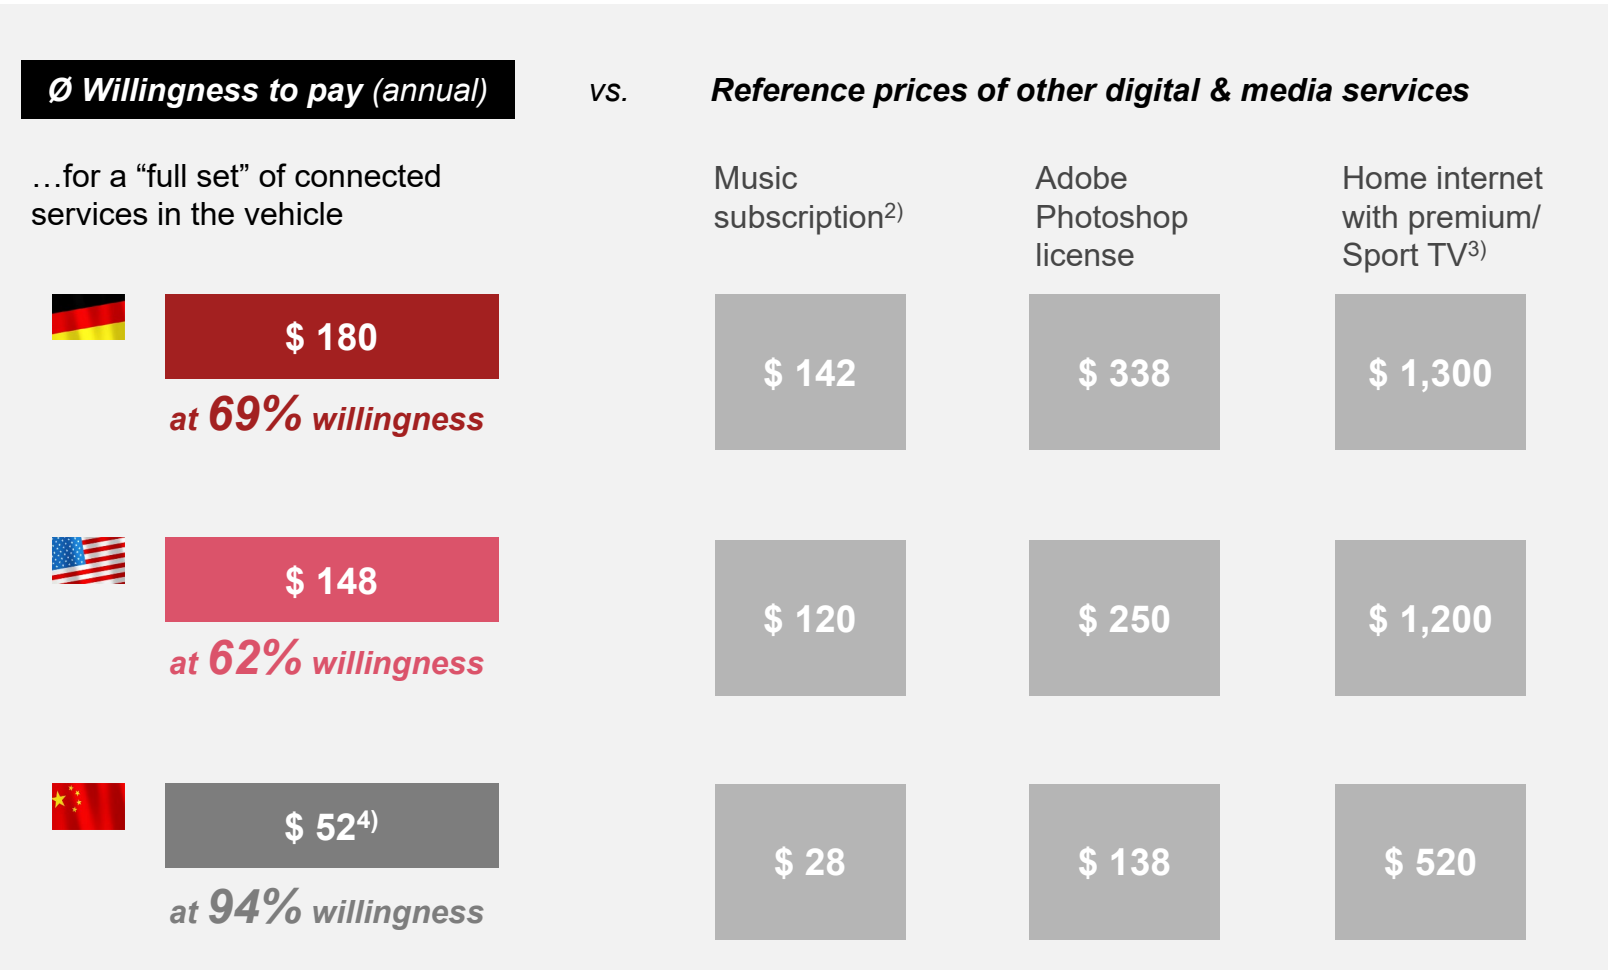 Ø Willingness to pay (annual)
vs.
Reference prices of other digital & media services
…for a “full set” of connected
services in the vehicle
Music
subscription2)
Adobe
Photoshop
license
Home internet
with premium/
Sport TV3)
$ 180
at 69% willingness
$ 142
$ 338
$ 1,300
$ 148
at 62% willingness
$ 120
$ 250
$ 1,200
$ 524)
at 94% willingness
$ 28
$ 138
$ 520